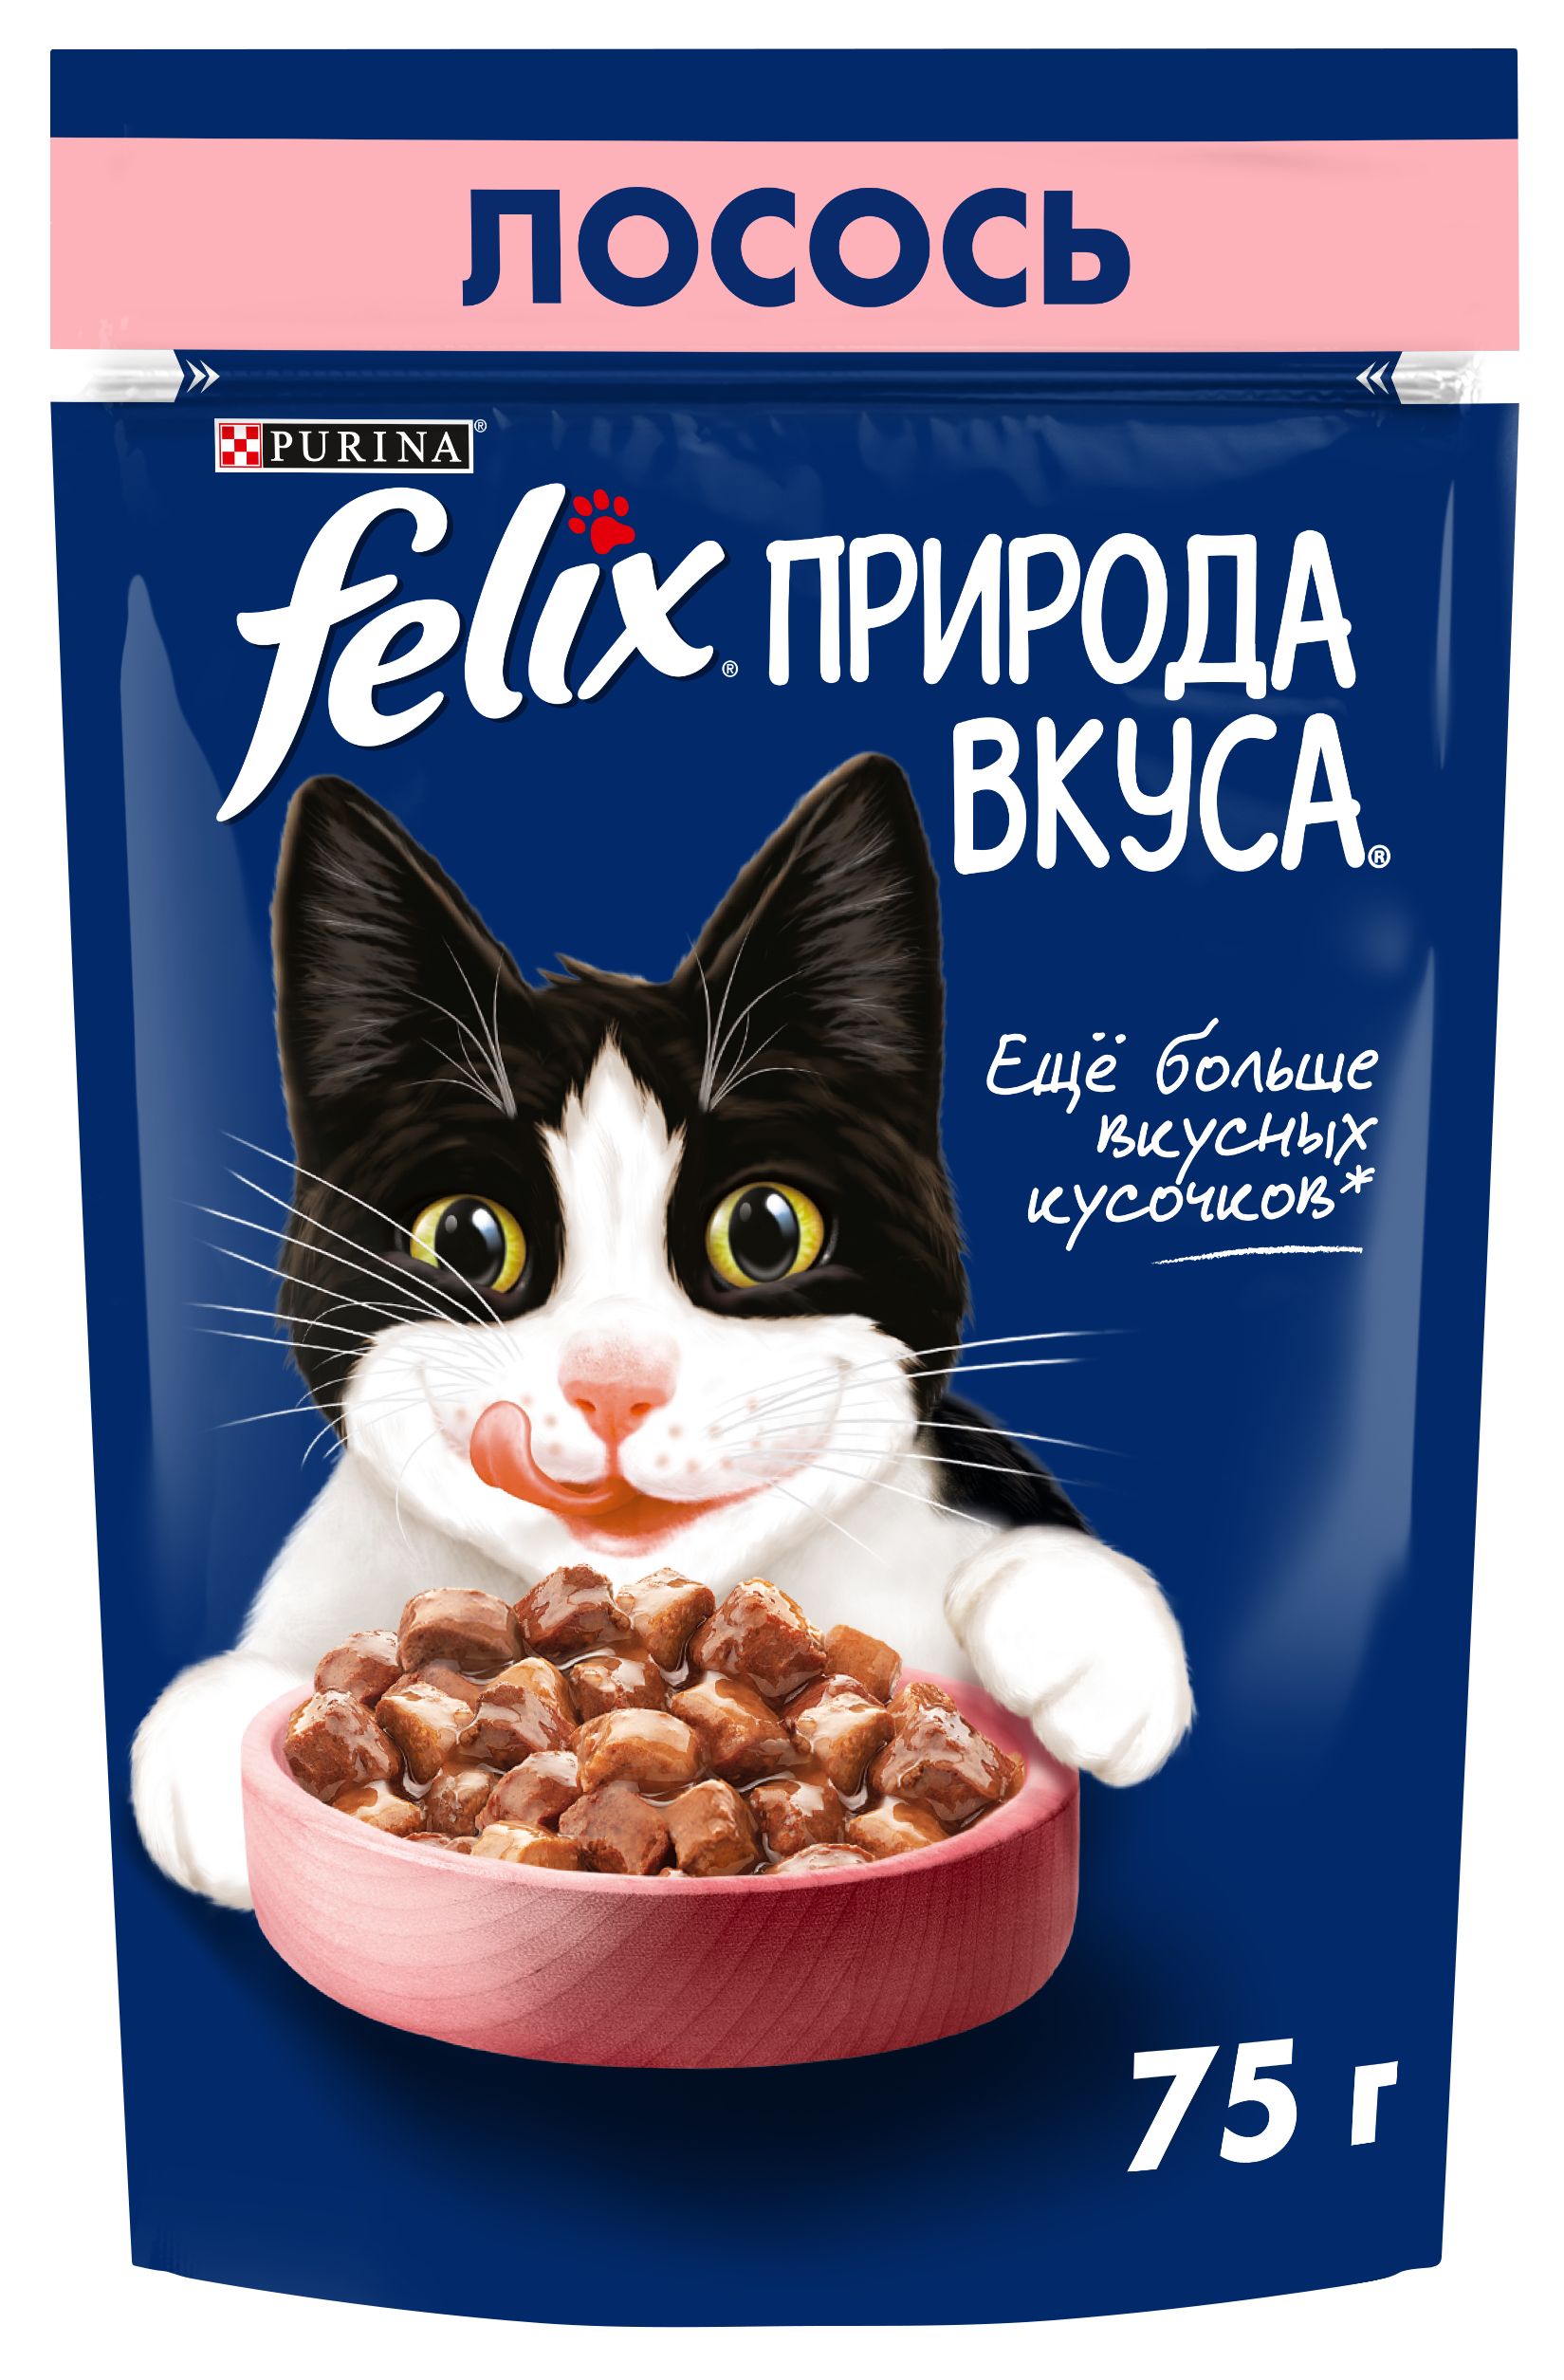 ЛОСОСЬ
PURINA®
felix® ПРИРОДА
ВКУСА®
Ещё больше
вкусных
кусочков*
75 г